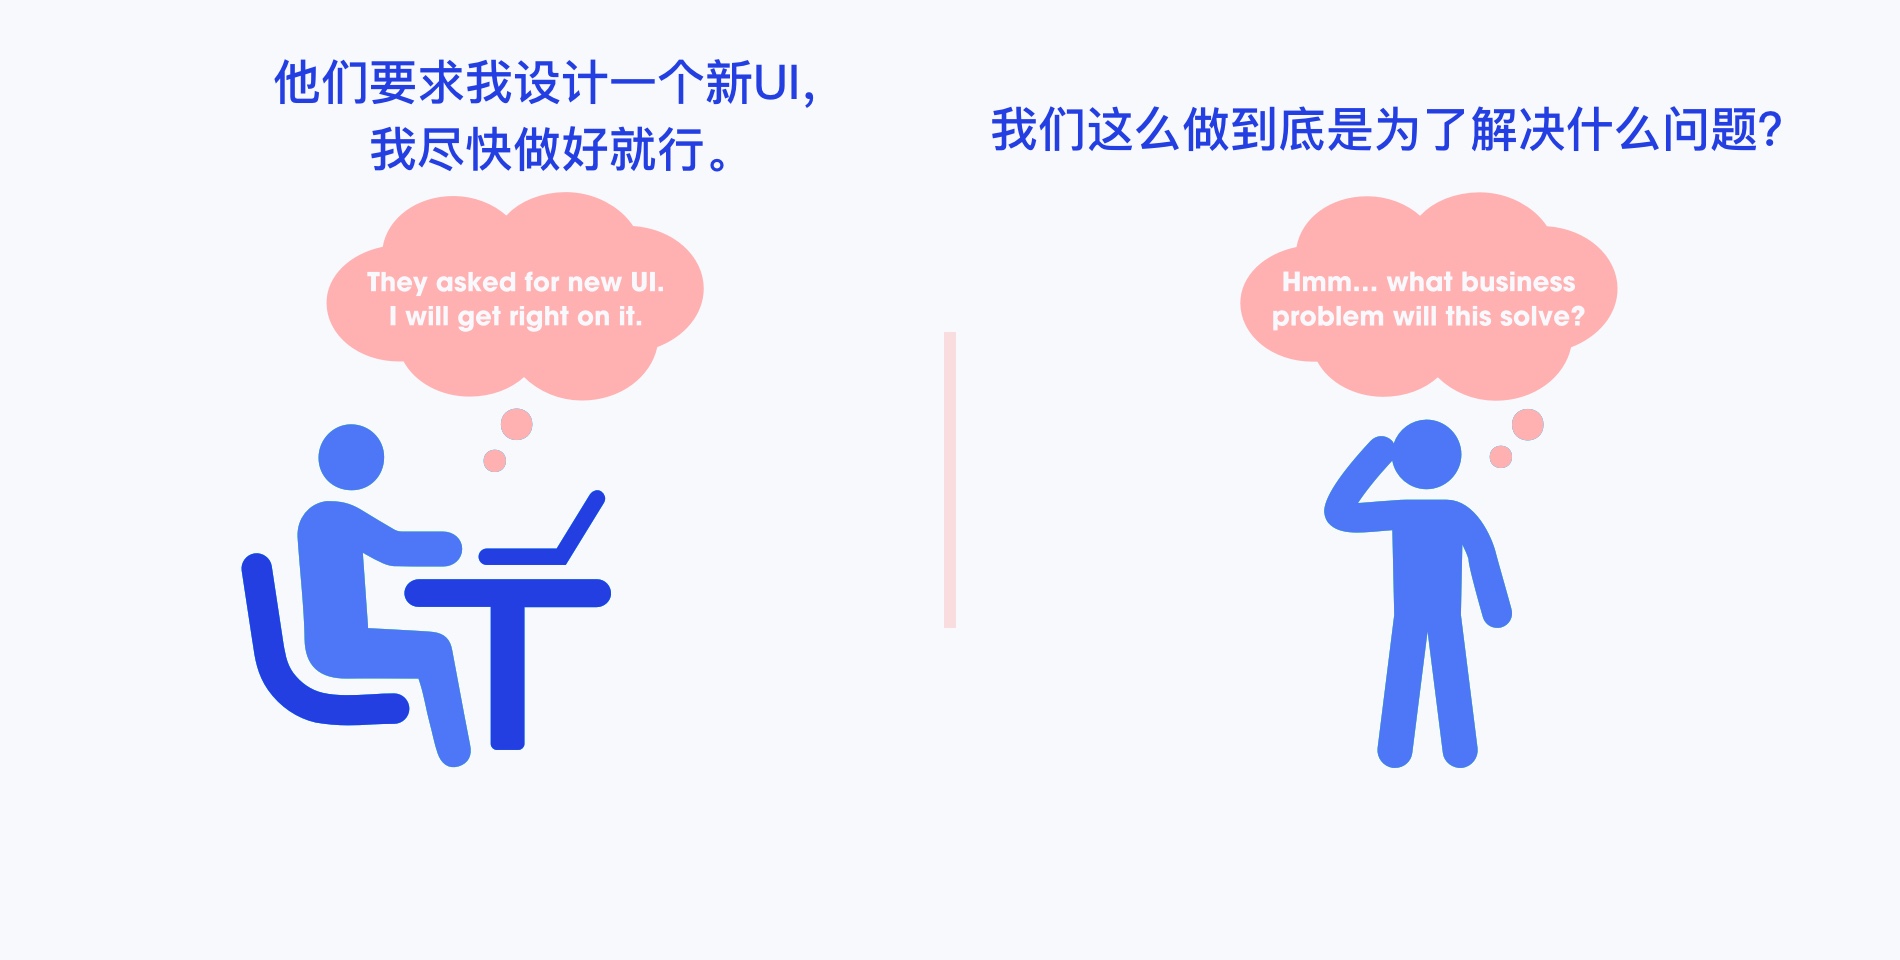 他们要求我设计一个新UI，
我尽快做好就行。
They asked for new UI.
I will get right on it.
我们这么做到底是为了解决什么问题？
Hmm... what business
problem will this solve?